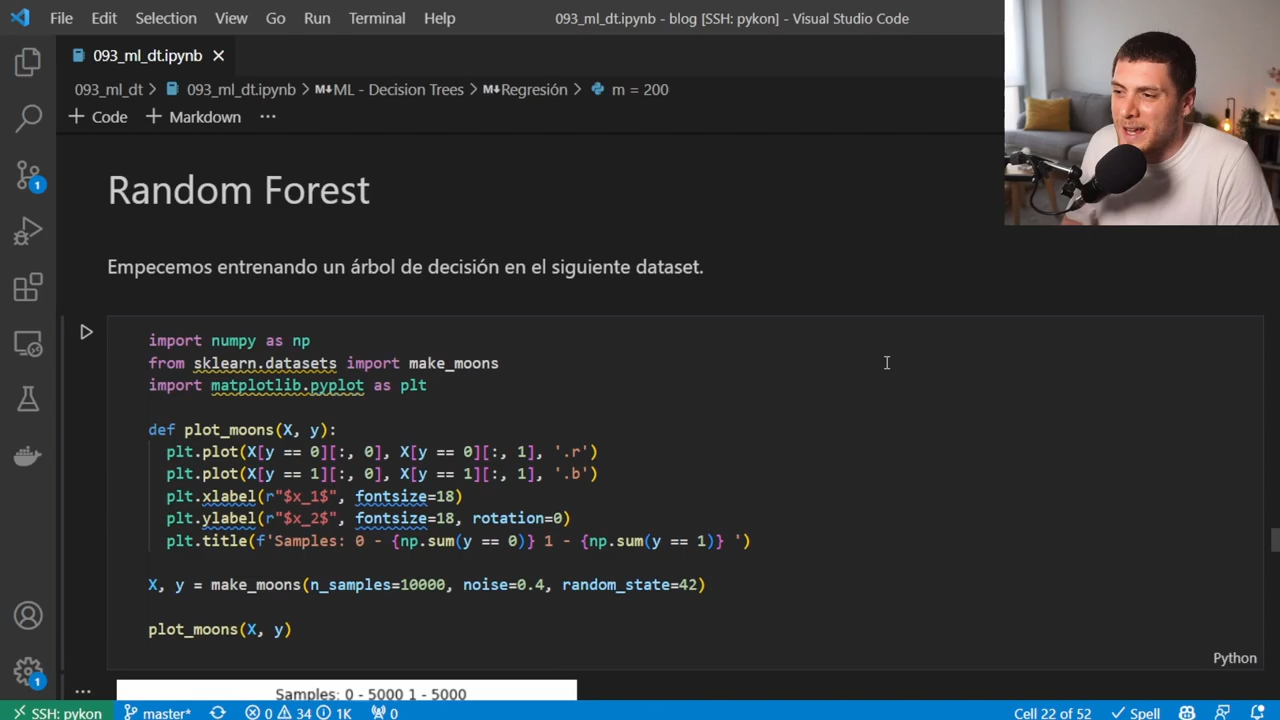 File Edit Selection View Go Run Terminal Help
093_ml_dt.ipynb - blog [SSH: pykon] - Visual Studio Code
093_ml_dt.ipynb
093_ml_dt > 093_ml_dt.ipynb > M↓ML - Decision Trees > M↓Regresión > m = 200
+ Code + Markdown ...
Random Forest
Empecemos entrenando un árbol de decisión en el siguiente dataset.
import numpy as np
from sklearn.datasets import make_moons
import matplotlib.pyplot as plt
def plot_moons(X, y):
plt.plot(X[y == 0][:, 0], X[y == 0][:, 1], '.r')
plt.plot(X[y == 1][:, 0], X[y == 1][:, 1], '.b')
plt.xlabel(r"$x_1$", fontsize=18)
plt.ylabel(r"$x_2$", fontsize=18, rotation=0)
plt.title(f'Samples: 0 - {np.sum(y == 0)} 1 - {np.sum(y == 1)} ')
X, y = make_moons(n_samples=10000, noise=0.4, random_state=42)
plot_moons(X, y)
Python
...
Samples: 0 - 5000 1 - 5000
1
1
SSH: pykon master* 0 34 1K 0 Cell 22 of 52 Spell